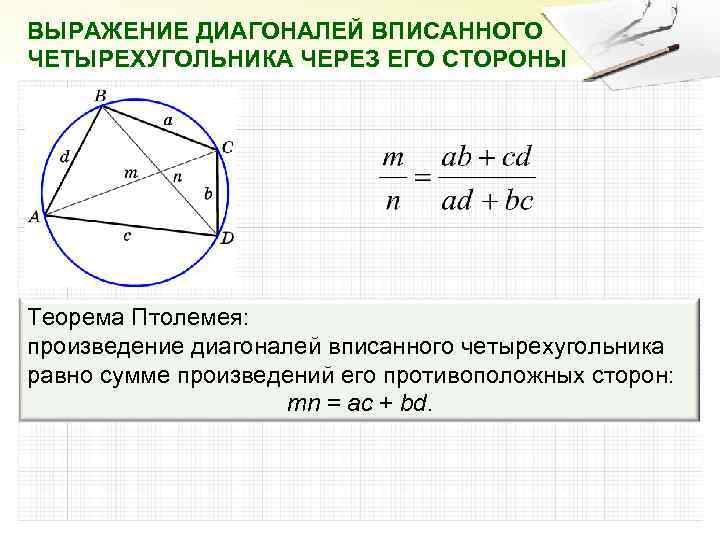 ВЫРАЖЕНИЕ ДИАГОНАЛЕЙ ВПИСАННОГО
ЧЕТЫРЕХУГОЛЬНИКА ЧЕРЕЗ ЕГО СТОРОНЫ
B
a
C
d
m
n
b
A
c
D
m/n = (ab + cd)/(ad + bc)
Теорема Птолемея:
произведение диагоналей вписанного четырехугольника
равно сумме произведений его противоположных сторон:
mn = ac + bd.